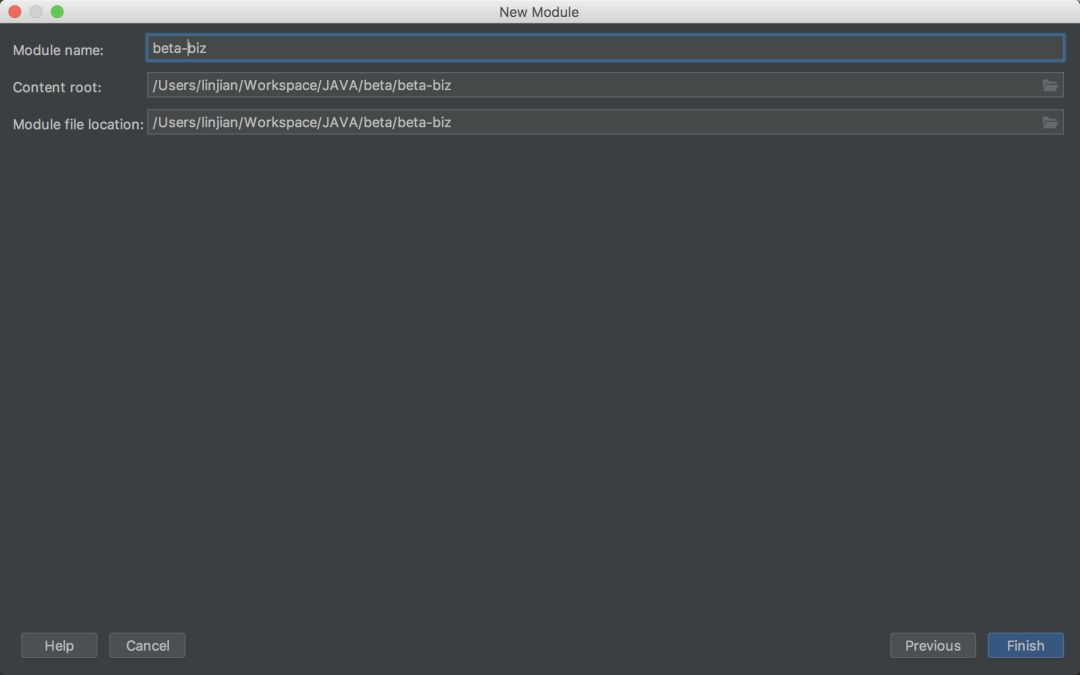 New Module
Module name: beta-biz
Content root: /Users/linjian/Workspace/JAVA/beta/beta-biz
Module file location: /Users/linjian/Workspace/JAVA/beta/beta-biz
Help Cancel Previous Finish